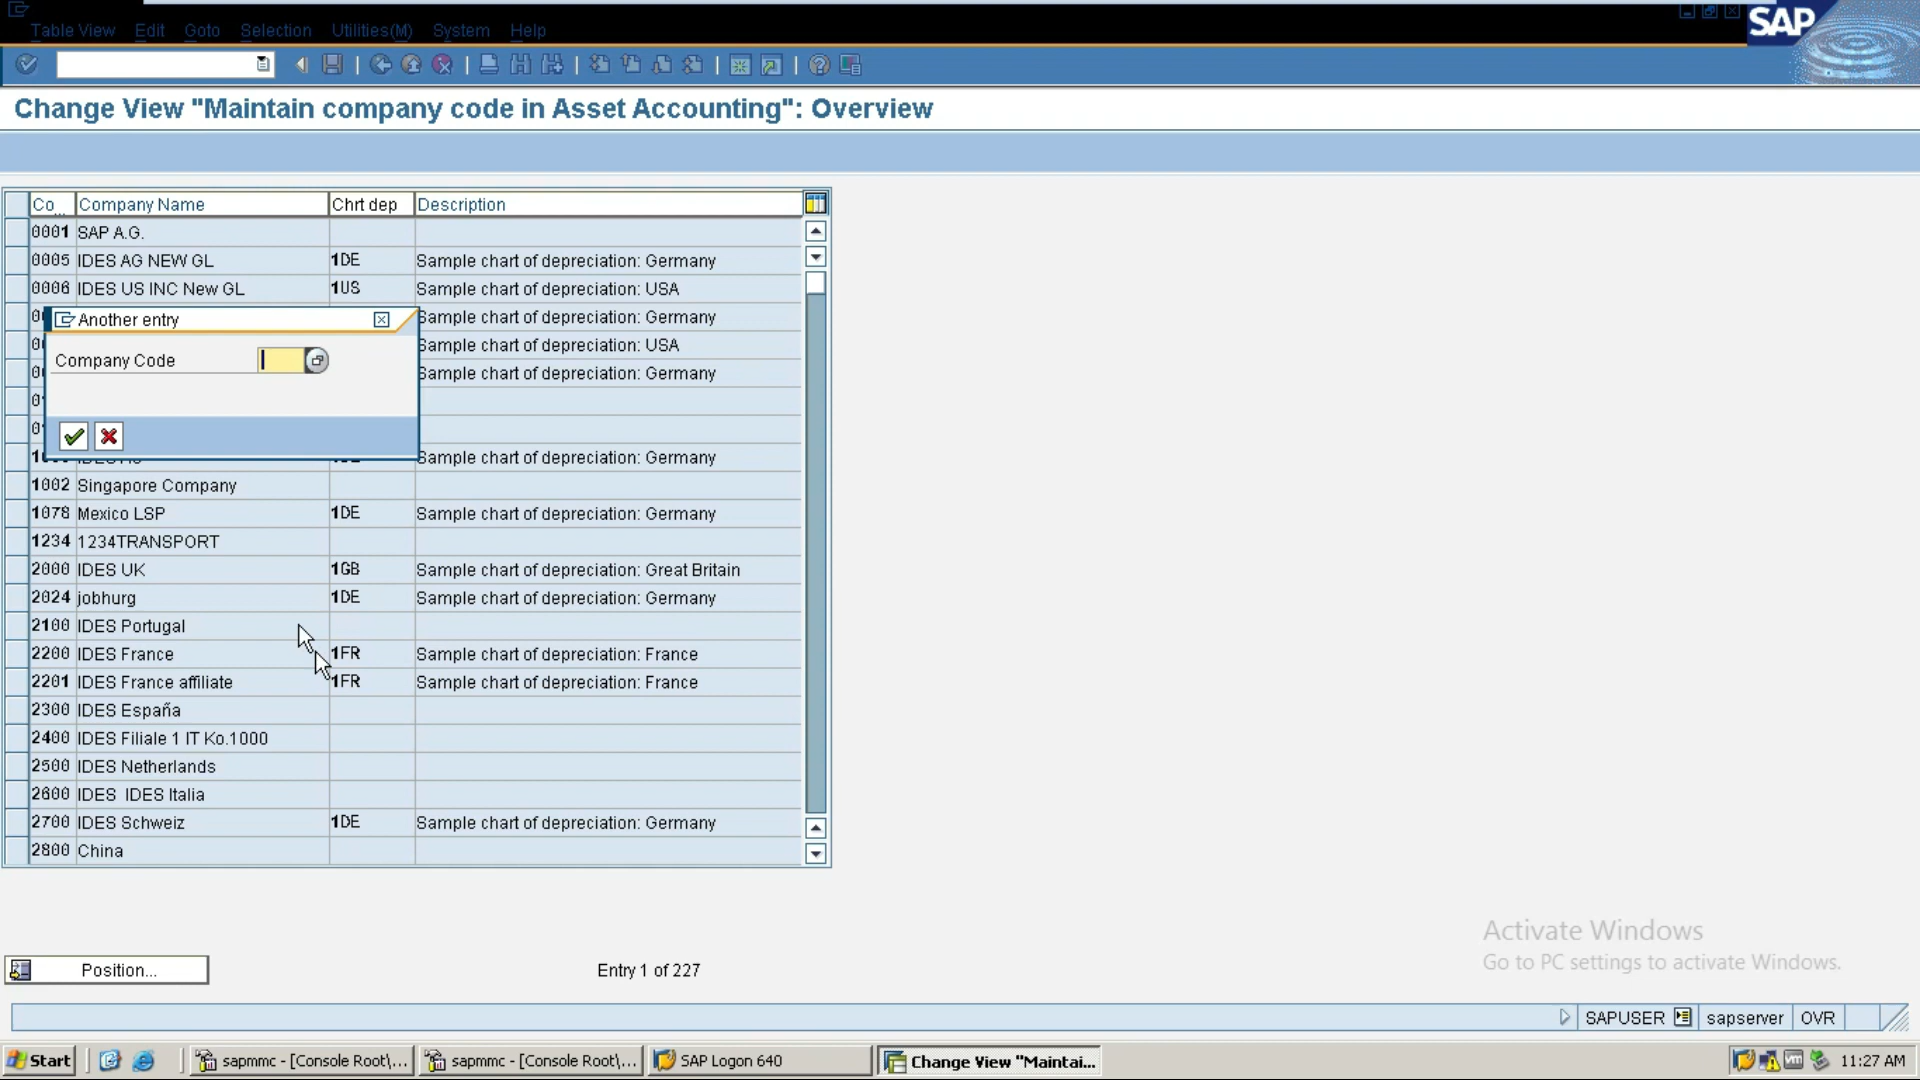 Table View Edit Goto Selection Utilities(M) System Help
SAP
Change View "Maintain company code in Asset Accounting": Overview
Co... Company Name Chrt dep Description
0001 SAP A.G.
0005 IDES AG NEW GL 1DE Sample chart of depreciation: Germany
0006 IDES US INC New GL 1US Sample chart of depreciation: USA
Another entry
Sample chart of depreciation: Germany
Sample chart of depreciation: USA
Company Code
Sample chart of depreciation: Germany
Sample chart of depreciation: Germany
1002 Singapore Company
1078 Mexico LSP 1DE Sample chart of depreciation: Germany
1234 1234TRANSPORT
2000 IDES UK 1GB Sample chart of depreciation: Great Britain
2024 jobhurg 1DE Sample chart of depreciation: Germany
2100 IDES Portugal
2200 IDES France 1FR Sample chart of depreciation: France
2201 IDES France affiliate 1FR Sample chart of depreciation: France
2300 IDES España
2400 IDES Filiale 1 IT Ko.1000
2500 IDES Netherlands
2600 IDES IDES Italia
2700 IDES Schweiz 1DE Sample chart of depreciation: Germany
2800 China
Position... Entry 1 of 227
Activate Windows
Go to PC settings to activate Windows.
SAPUSER sapserver OVR
Start sapmmc - [Console Root\... sapmmc - [Console Root\... SAP Logon 640 Change View "Maintai... 11:27 AM